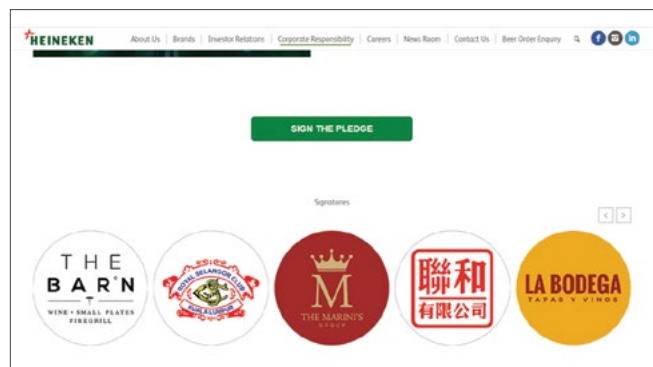 HEINEKEN
About Us | Brands | Investor Relations | Corporate Responsibility | Careers | News Room | Contact Us | Beer Order Enquiry
SIGN THE PLEDGE
Signatures
THE
BAR'N
WINE • SMALL PLATES
FIREGRILL
ROYAL SELANGOR CLUB
KUALA LUMPUR
M
THE MARINI'S
GROUP
聯和
有限公司
LA BODEGA
TAPAS Y VINOS